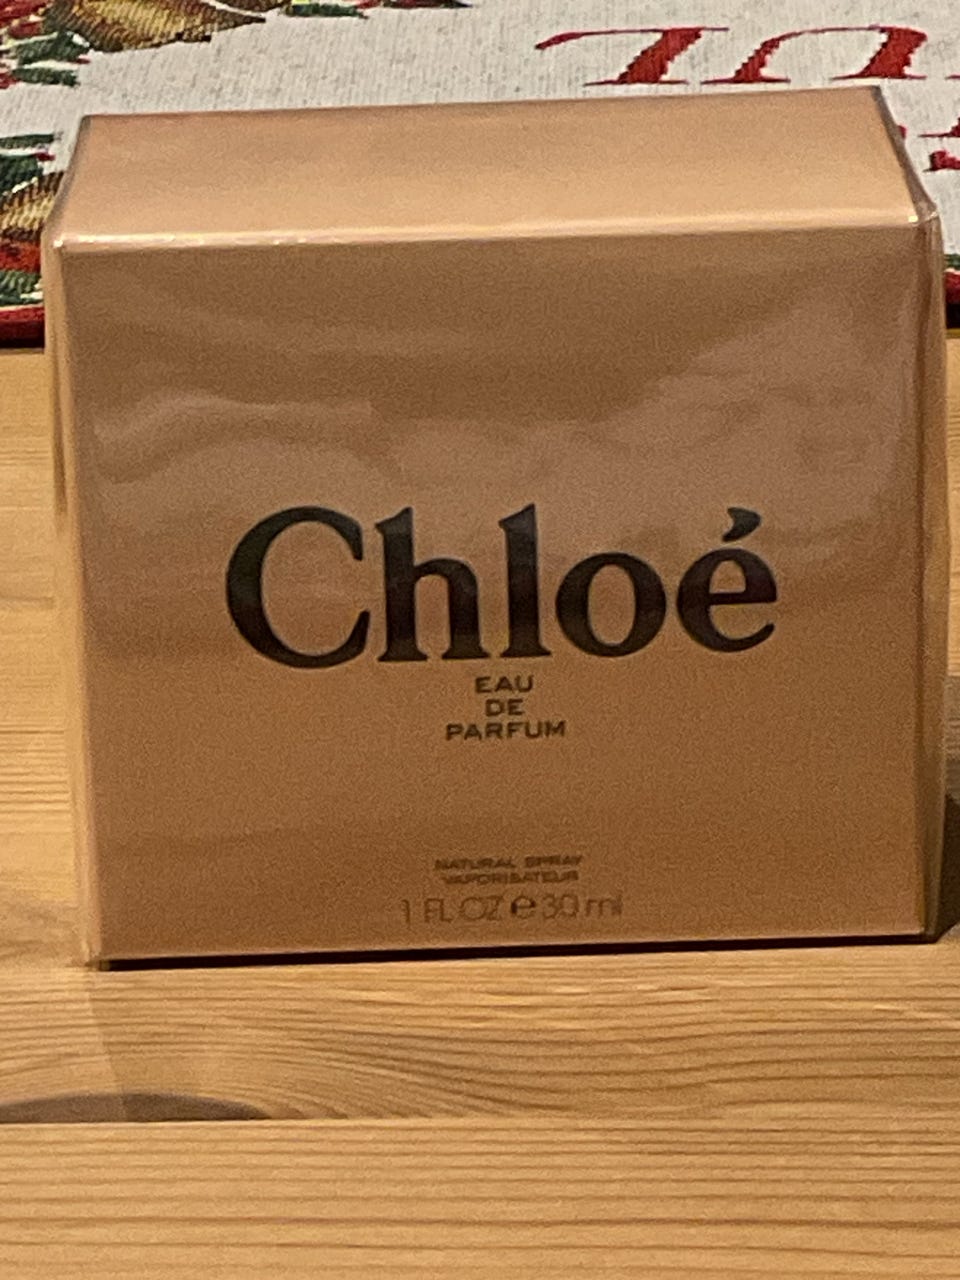 Chloé
EAU
DE
PARFUM
NATURAL SPRAY
VAPORISATEUR
1 FL OZ e 30 ml